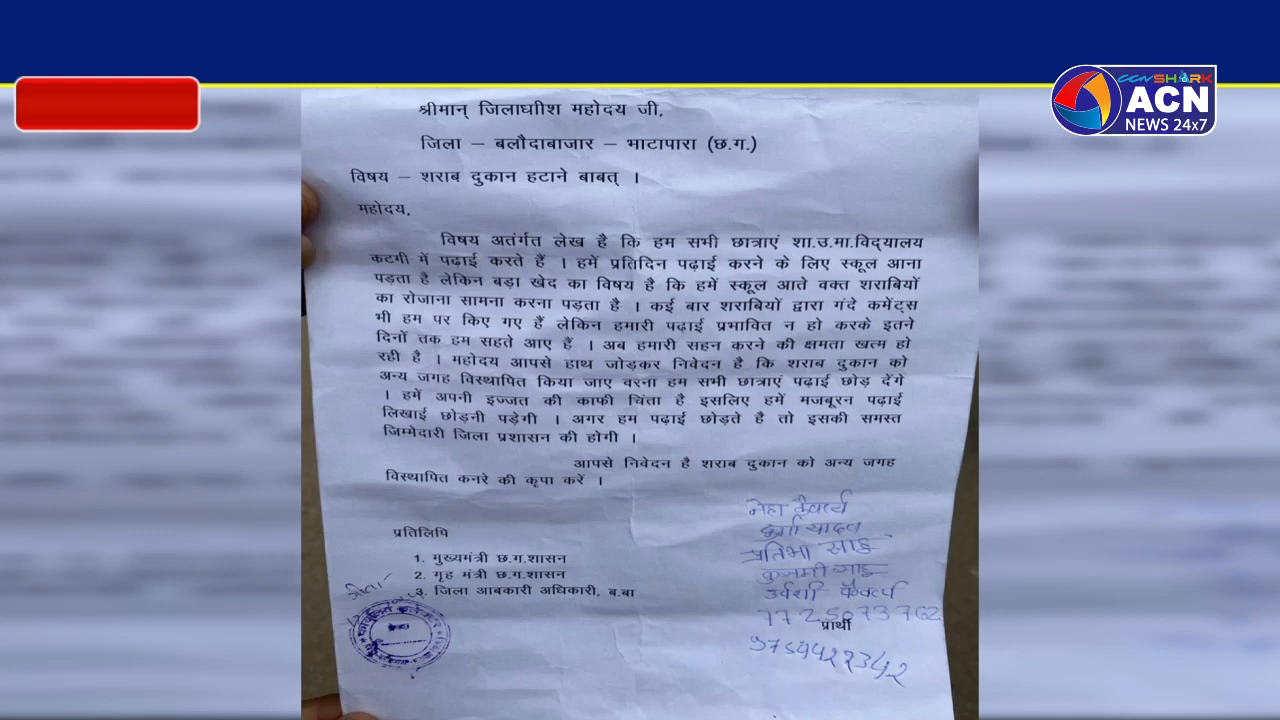 CCN SHARK
ACN
NEWS 24x7
श्रीमान् जिलाधीश महोदय जी,
जिला – बलौदाबाजार – भाटापारा (छ.ग.)
विषय – शराब दुकान हटाने बाबत् ।
महोदय,
विषय अतंर्गत लेख है कि हम सभी छात्राएं शा.उ.मा.विद्यालय
कटगी में पढाई करते हैं । हमें प्रतिदिन पढ़ाई करने के लिए स्कूल आना
पड़ता है लेकिन बड़ा खेद का विषय है कि हमें स्कूल आते वक्त शराबियों
का रोजाना सामना करना पड़ता है । कई बार शराबियों द्वारा गंदे कमेंट्स
भी हम पर किए गए हैं लेकिन हमारी पढ़ाई प्रभावित न हो करके इतने
दिनों तक हम सहते आए हैं । अब हमारी सहन करने की क्षमता खत्म हो
रही है । महोदय आपसे हाथ जोड़कर निवेदन है कि शराब दुकान को
अन्य जगह विस्थापित किया जाए वरना हम सभी छात्राएं पढ़ाई छोड़ देंगे
। हमें अपनी इज्जत की काफी चिंता है इसलिए हमें मजबूरन पढ़ाई
लिखाई छोड़नी पड़ेगी । अगर हम पढ़ाई छोड़ते है तो इसकी समस्त
जिम्मेदारी जिला प्रशासन की होगी ।
आपसे निवेदन है शराब दुकान को अन्य जगह
विस्थापित कनरे की कृपा करें ।
प्रतिलिपि
1. मुख्यमंत्री छ.ग.शासन
2. गृह मंत्री छ.ग.शासन
3. जिला आबकारी अधिकारी, ब.बा
नेहा कैवर्त्य
दुर्गा यादव
प्रतिभा साहू
साहू
उर्वशी कैवर्त्य
7725073762
प्रार्थी